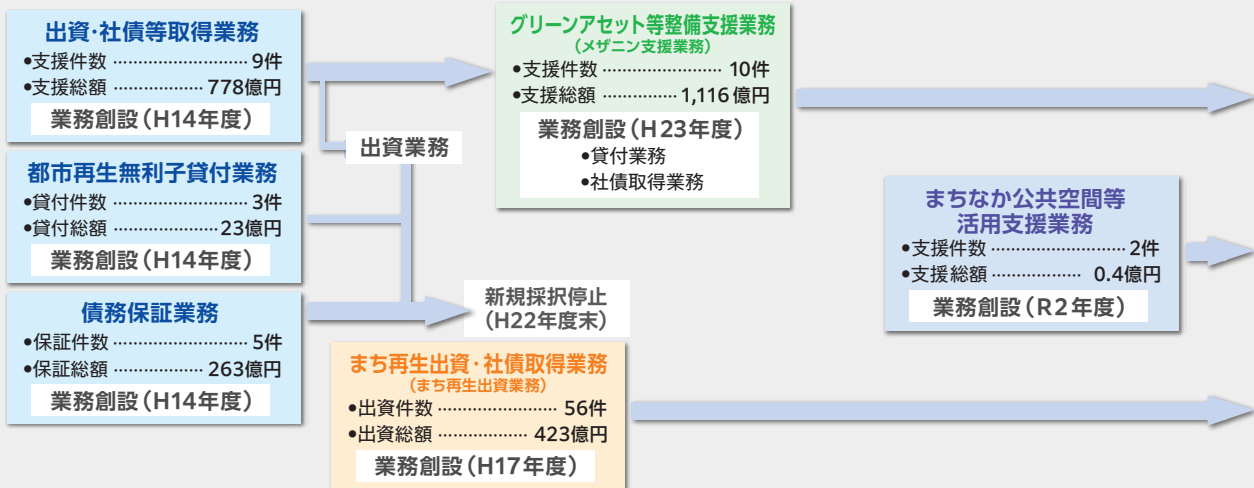 出資・社債等取得業務
•支援件数 ……………………… 9件
•支援総額 ……………… 778億円
業務創設（H14年度）
都市再生無利子貸付業務
•貸付件数 ……………………… 3件
•貸付総額 …………………23億円
業務創設（H14年度）
債務保証業務
•保証件数 ……………………… 5件
•保証総額 ……………… 263億円
業務創設（H14年度）
出資業務
新規採択停止
（H22年度末）
グリーンアセット等整備支援業務
（メザニン支援業務）
•支援件数 …………………… 10件
•支援総額 ……………1,116億円
業務創設（H23年度）
•貸付業務
•社債取得業務
まち再生出資・社債取得業務
（まち再生出資業務）
•出資件数 …………………… 56件
•出資総額 ……………… 423億円
業務創設（H17年度）
まちなか公共空間等
活用支援業務
•支援件数 ……………………… 2件
•支援総額 ……………… 0.4億円
業務創設（R2年度）